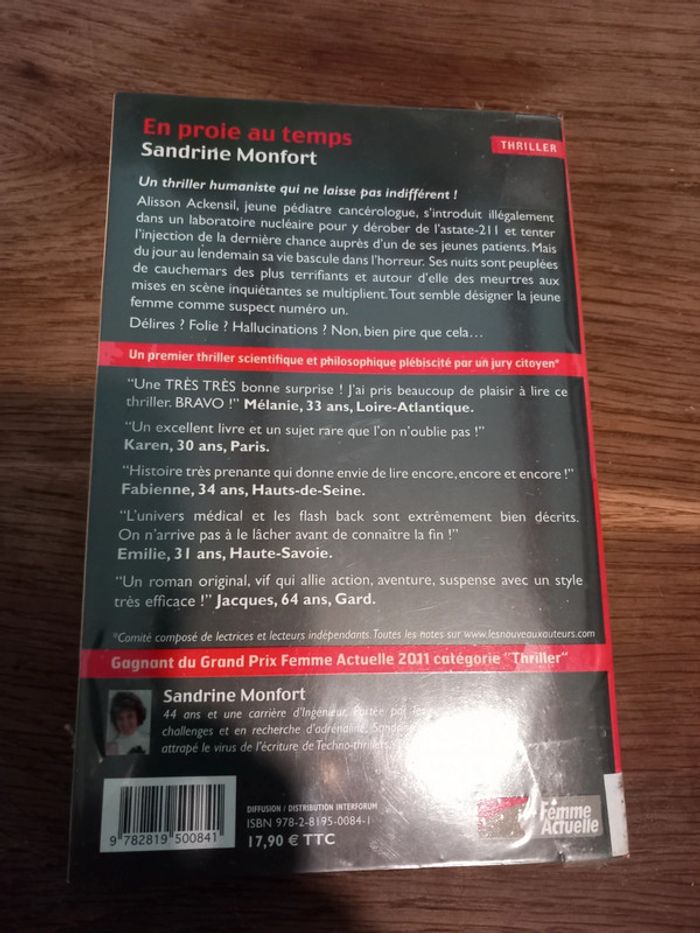 En proie au temps
THRILLER
Sandrine Monfort
Un thriller humaniste qui ne laisse pas indifférent !
Alisson Ackensil, jeune pédiatre cancérologue, s'introduit illégalement
dans un laboratoire nucléaire pour y dérober de l'astate-211 et tenter
l'injection de la dernière chance auprès d'un de ses jeunes patients. Mais
du jour au lendemain sa vie bascule dans l'horreur. Ses nuits sont peuplées
de cauchemars des plus terrifiants et autour d'elle des meurtres aux
mises en scène inquiétantes se multiplient. Tout semble désigner la jeune
femme comme suspect numéro un.
Délires ? Folie ? Hallucinations ? Non, bien pire que cela...
Un premier thriller scientifique et philosophique plébiscité par un jury citoyen*
"Une TRÈS TRÈS bonne surprise ! J'ai pris beaucoup de plaisir à lire ce
thriller. BRAVO !" Mélanie, 33 ans, Loire-Atlantique.
"Un excellent livre et un sujet rare que l'on n'oublie pas !"
Karen, 30 ans, Paris.
"Histoire très prenante qui donne envie de lire encore, encore et encore !"
Fabienne, 34 ans, Hauts-de-Seine.
"L'univers médical et les flash back sont extrêmement bien décrits.
On n'arrive pas à le lâcher avant de connaître la fin !"
Emilie, 31 ans, Haute-Savoie.
"Un roman original, vif qui allie action, aventure, suspense avec un style
très efficace !" Jacques, 64 ans, Gard.
*Comité composé de lectrices et lecteurs indépendants. Toutes les notes sur www.lesnouveauxauteurs.com
Gagnant du Grand Prix Femme Actuelle 2011 catégorie "Thriller"
Sandrine Monfort
44 ans et une carrière d'Ingénieur. Portée par les
challenges et en recherche d'adrénaline,
attrapé le virus de l'écriture de Techno-thrillers.
DIFFUSION / DISTRIBUTION INTERFORUM
ISBN 978-2-8195-0084-1
17,90 € TTC
9 782819 500841
Femme
Actuelle